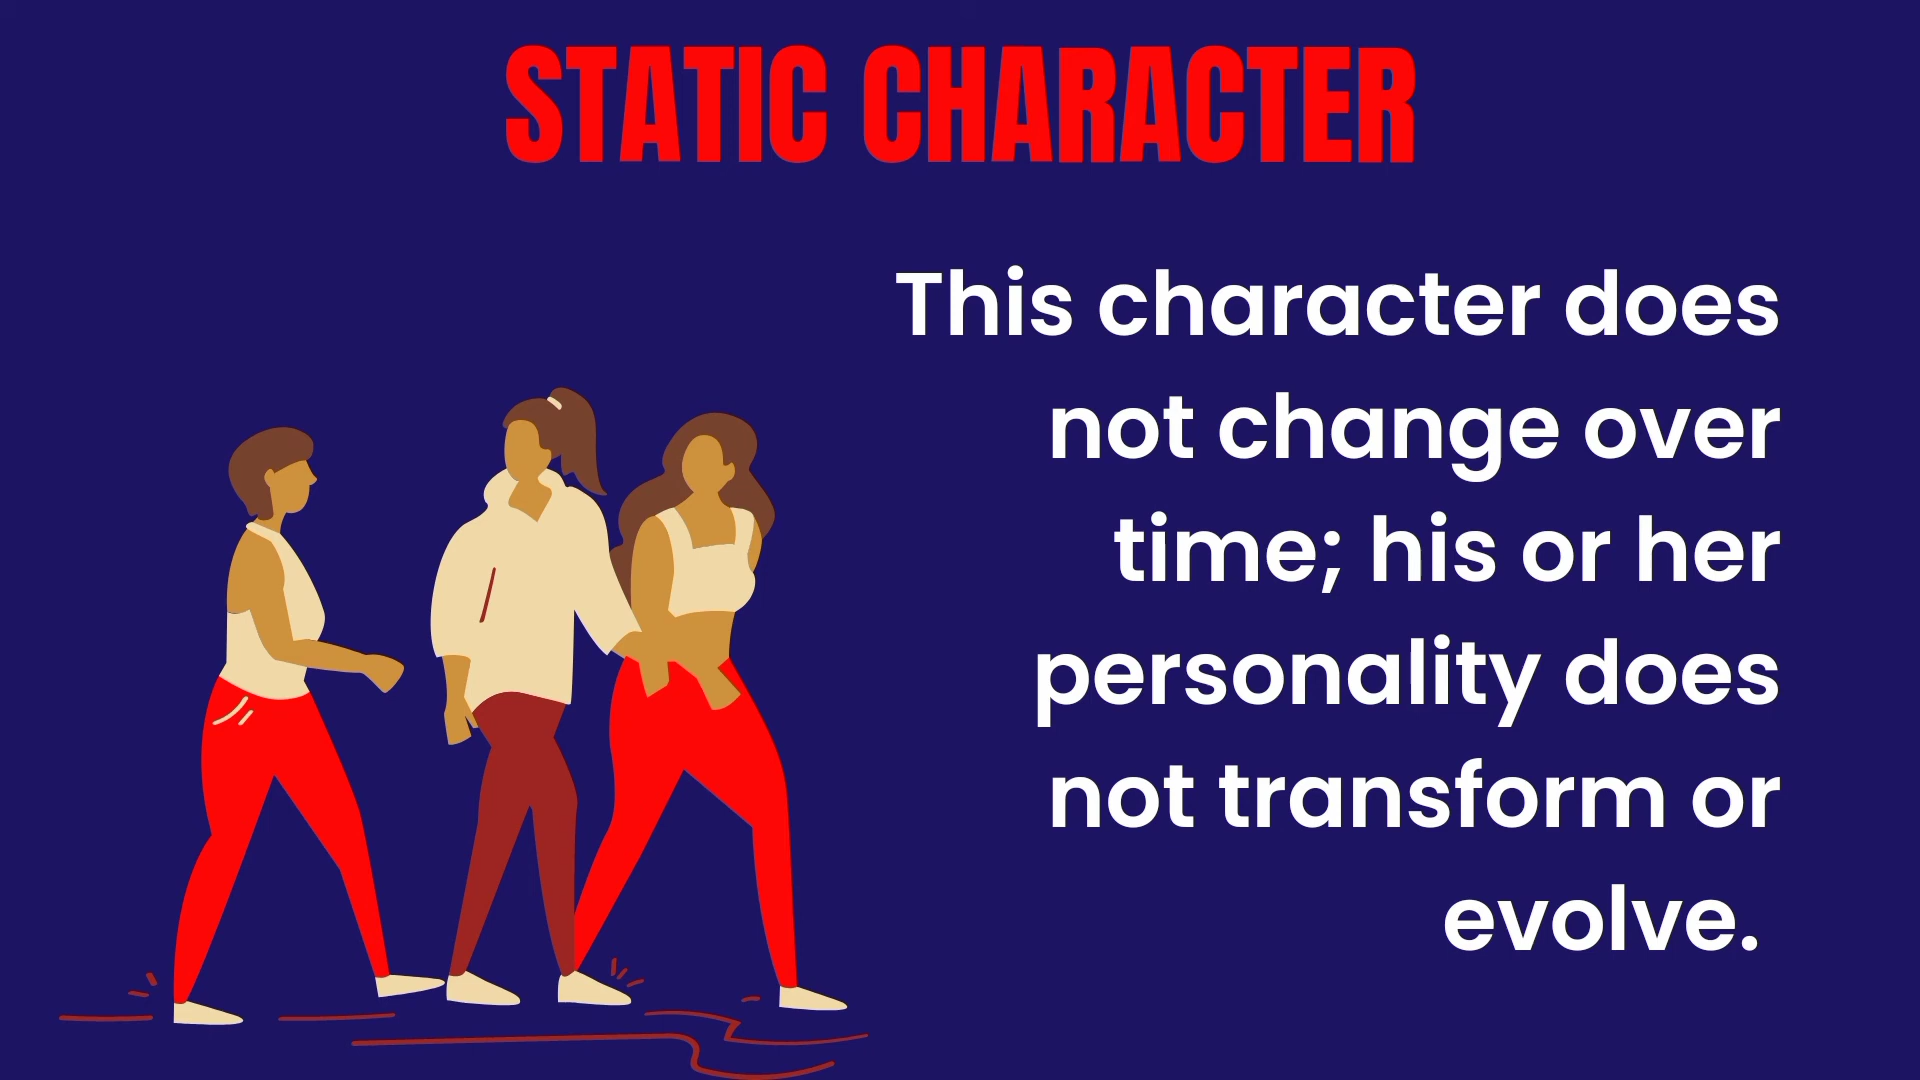 STATIC CHARACTER
This character does
not change over
time; his or her
personality does
not transform or
evolve.